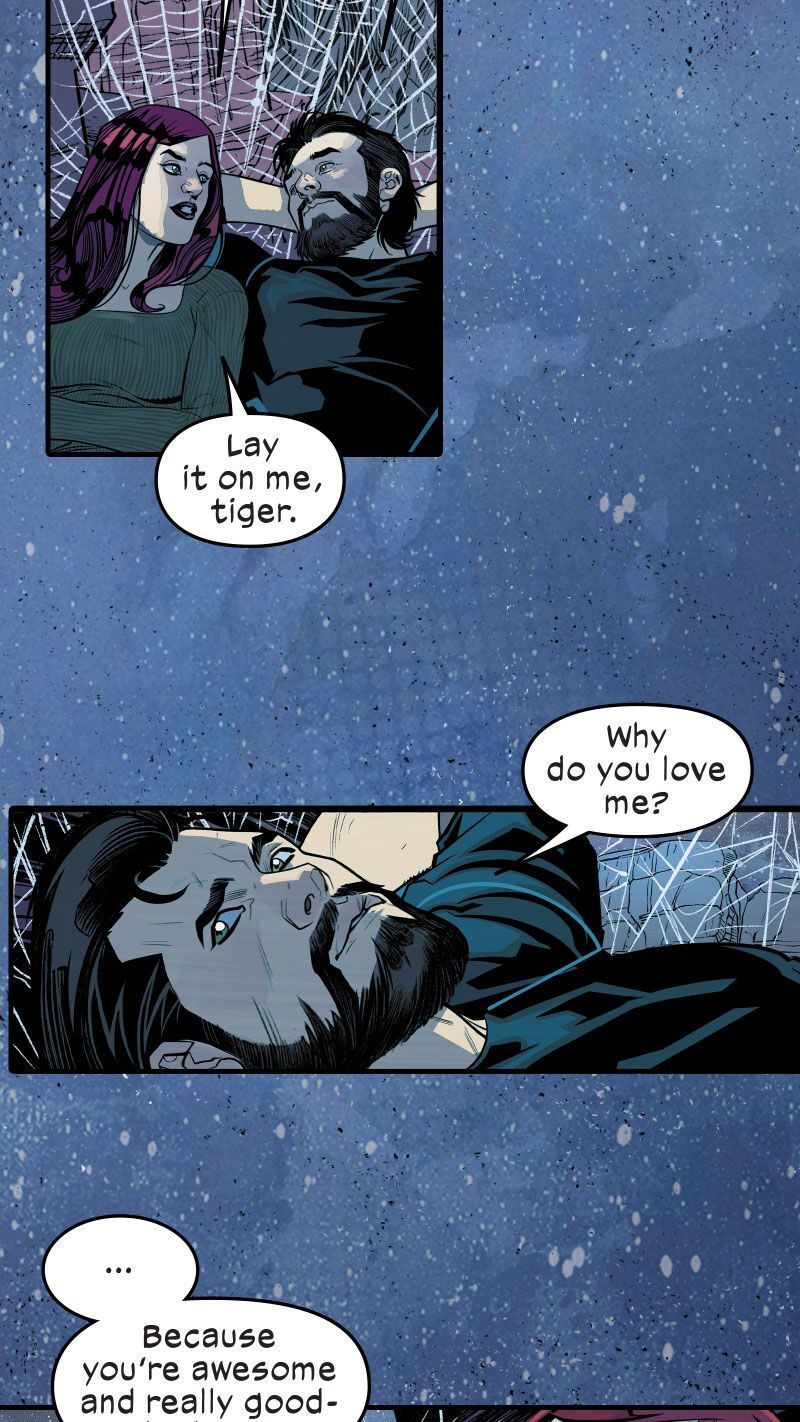 Lay
it on me,
tiger.
Why
do you love
me?
...
Because
you're awesome
and really good-